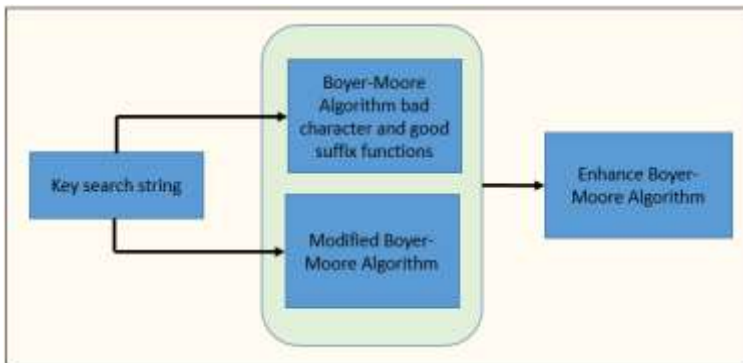 Boyer-Moore
Algorithm bad
character and good
suffix functions
Key search string
Modified Boyer-
Moore Algorithm
Enhance Boyer-
Moore Algorithm